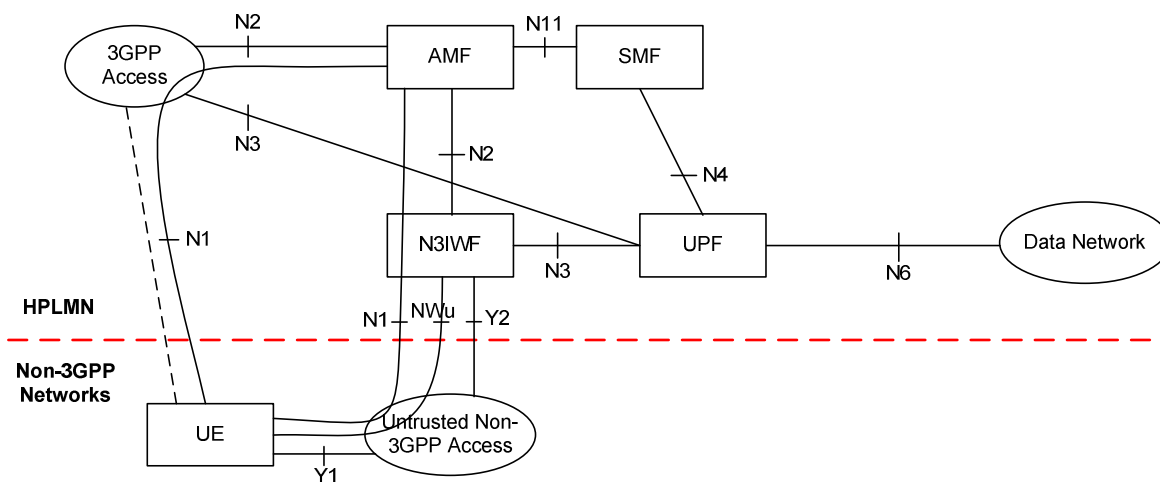 N2
3GPP
Access
AMF
N11
SMF
N3
N2
N4
N1
N3IWF
N3
UPF
N6
Data Network
HPLMN
N1
NWu
Y2
Non-3GPP
Networks
UE
Untrusted Non-
3GPP Access
Y1